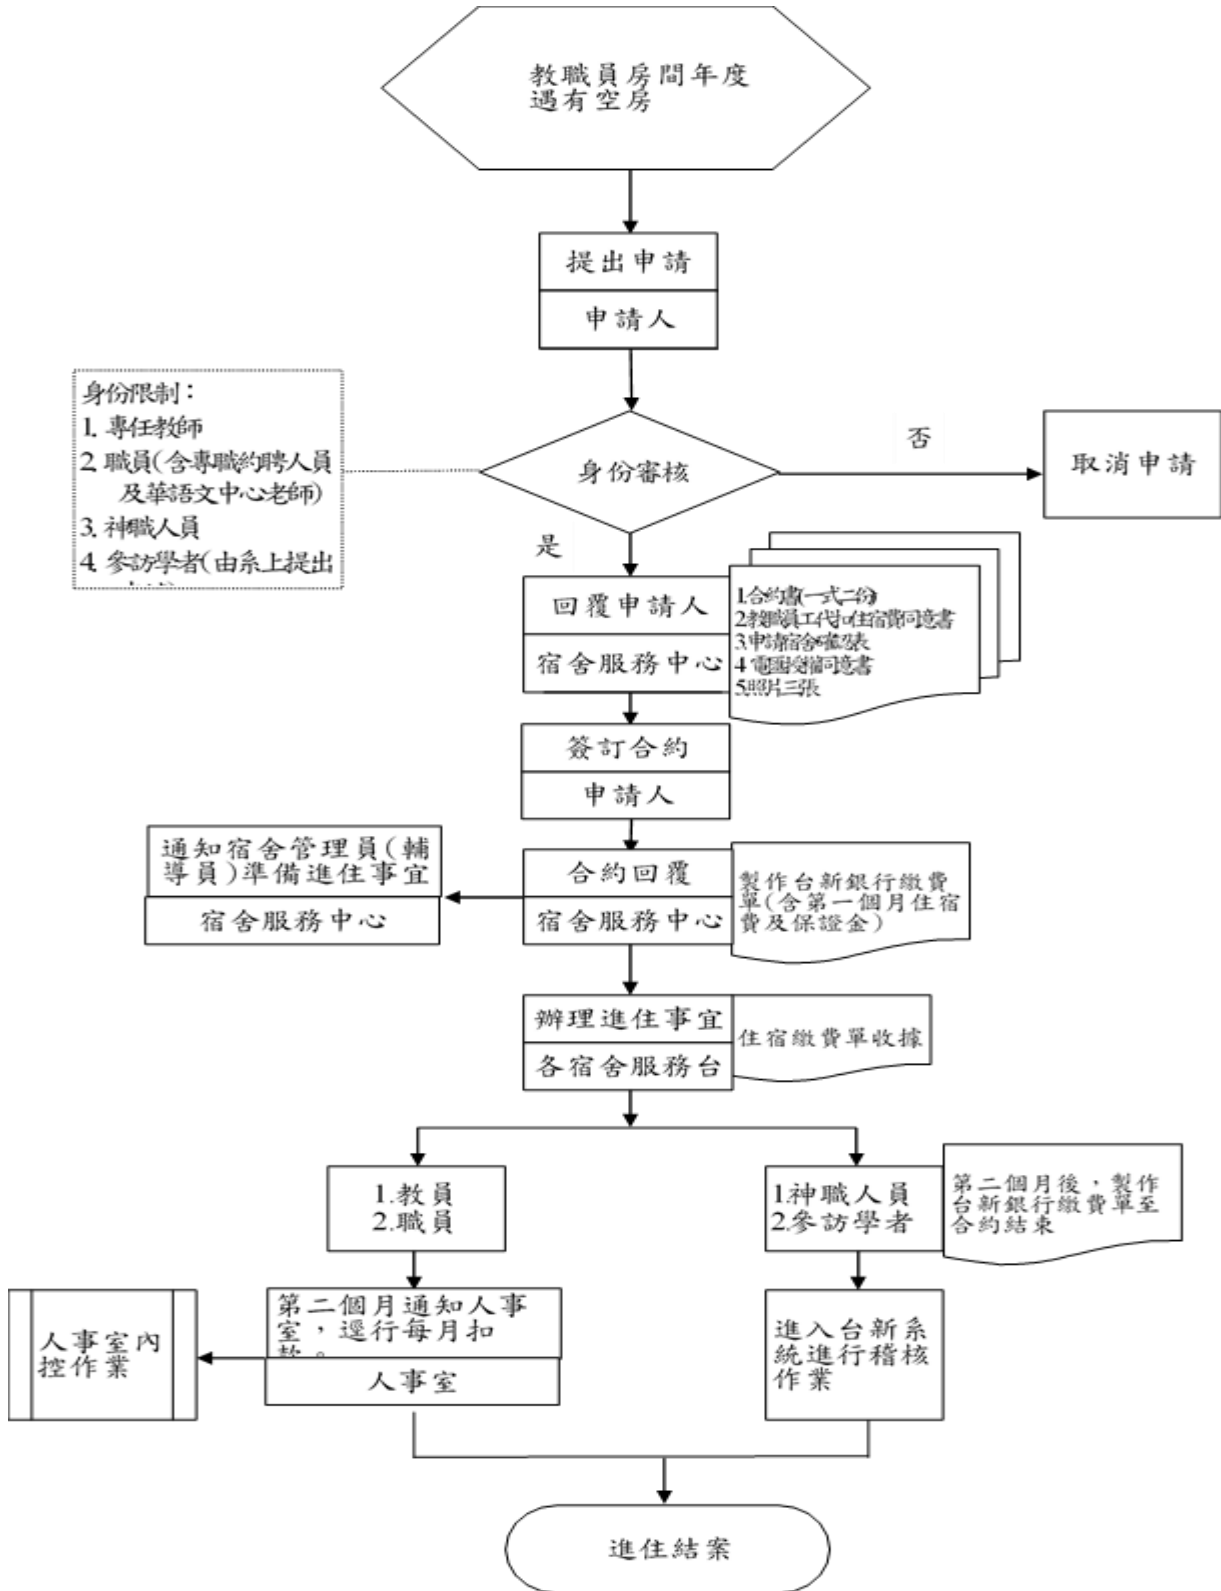 教職員房間年度
遇有空房
提出申請
申請人
身份限制：
1. 專任教師
2. 職員(含專職約聘人員
及華語文中心老師)
3. 神職人員
4. 參訪學者(由系上提出
身份審核
否
取消申請
是
回覆申請人
宿舍服務中心
1.合約書(一式二份)
2.教職員工代扣住宿費同意書
3.申請宿舍確認表
4.電匯授權同意書
5.照片三張
簽訂合約
申請人
通知宿舍管理員(輔
導員)準備進住事宜
宿舍服務中心
合約回覆
宿舍服務中心
製作台新銀行繳費
單(含第一個月住宿
費及保證金)
辦理進住事宜
各宿舍服務台
住宿繳費單收據
1.教員
2.職員
1.神職人員
2.參訪學者
第二個月後，製作
台新銀行繳費單至
合約結束
人事室內
控作業
第二個月通知人事
室，逕行每月扣
款。
人事室
進入台新系
統進行稽核
作業
進住結案